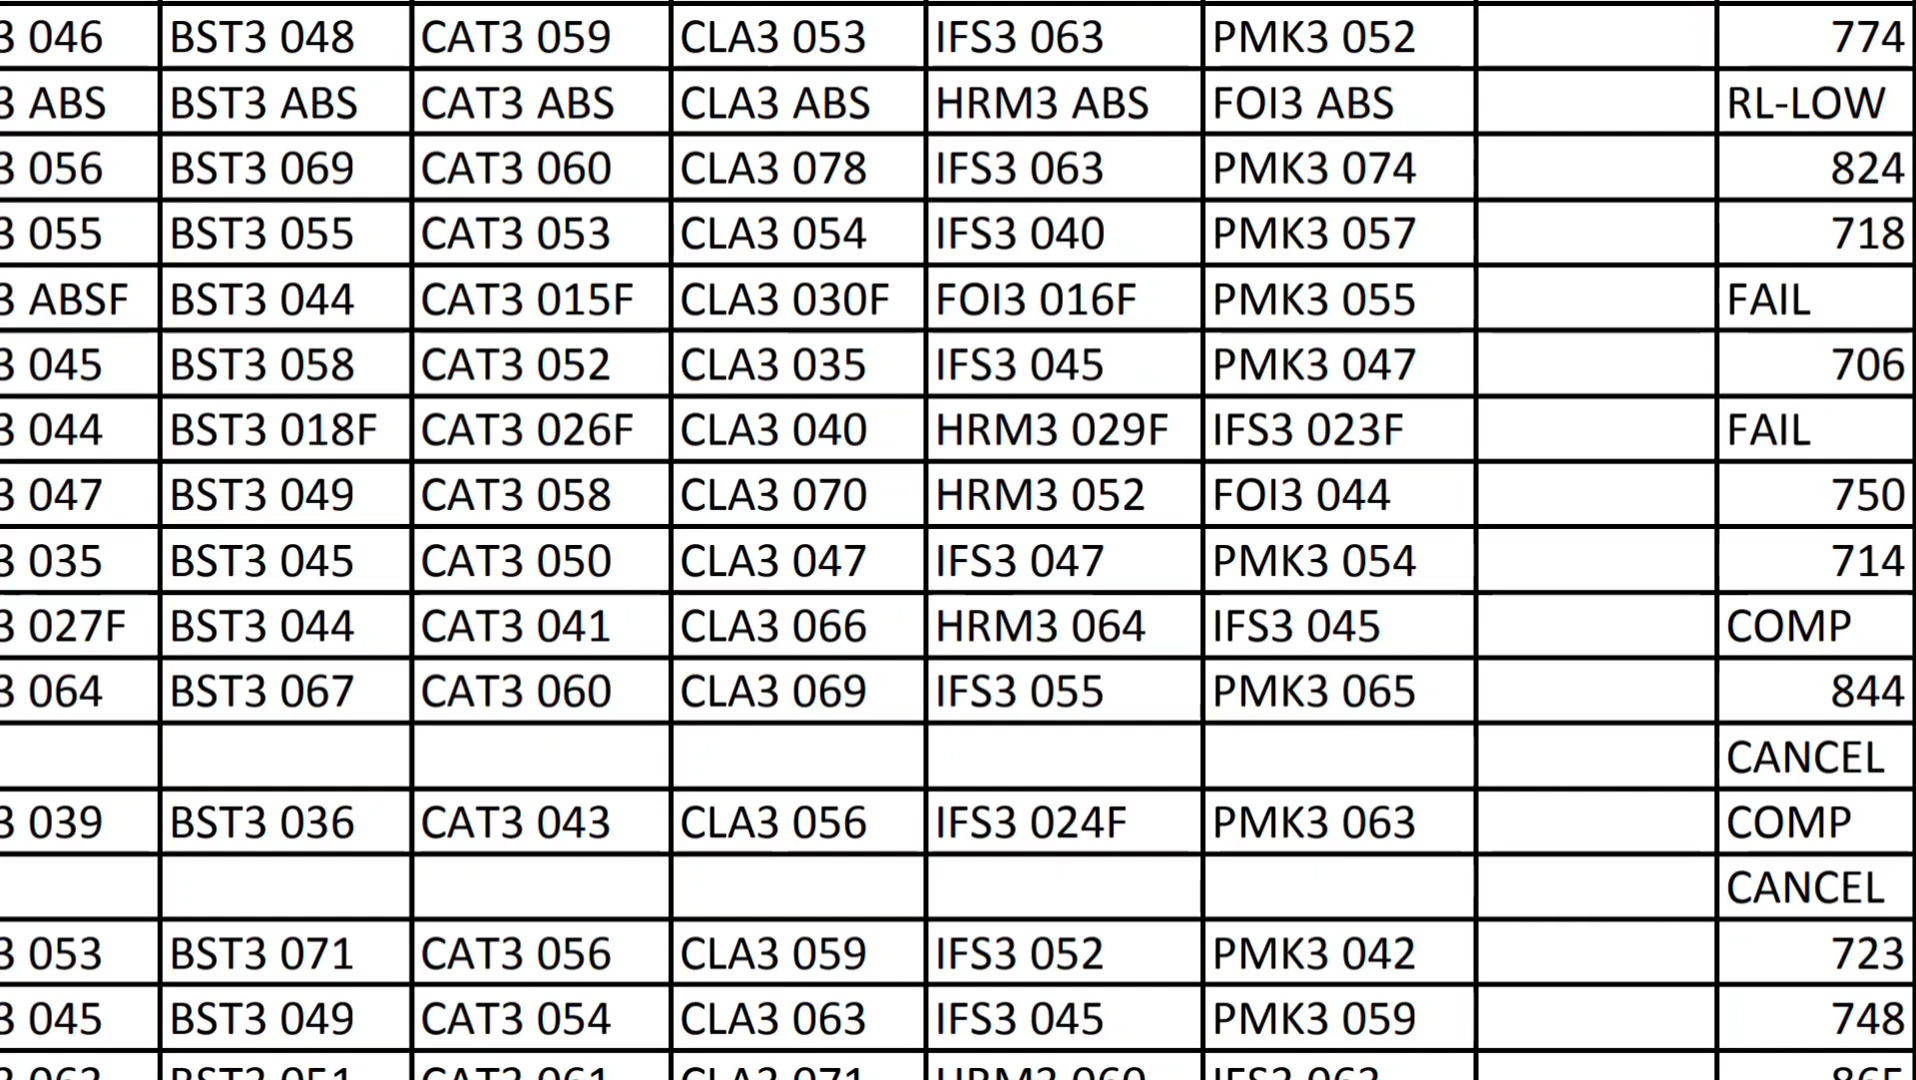 3 046 BST3 048 CAT3 059 CLA3 053 IFS3 063 PMK3 052 774
3 ABS BST3 ABS CAT3 ABS CLA3 ABS HRM3 ABS FOI3 ABS RL-LOW
3 056 BST3 069 CAT3 060 CLA3 078 IFS3 063 PMK3 074 824
3 055 BST3 055 CAT3 053 CLA3 054 IFS3 040 PMK3 057 718
3 ABSF BST3 044 CAT3 015F CLA3 030F FOI3 016F PMK3 055 FAIL
3 045 BST3 058 CAT3 052 CLA3 035 IFS3 045 PMK3 047 706
3 044 BST3 018F CAT3 026F CLA3 040 HRM3 029F IFS3 023F FAIL
3 047 BST3 049 CAT3 058 CLA3 070 HRM3 052 FOI3 044 750
3 035 BST3 045 CAT3 050 CLA3 047 IFS3 047 PMK3 054 714
3 027F BST3 044 CAT3 041 CLA3 066 HRM3 064 IFS3 045 COMP
3 064 BST3 067 CAT3 060 CLA3 069 IFS3 055 PMK3 065 844
CANCEL
3 039 BST3 036 CAT3 043 CLA3 056 IFS3 024F PMK3 063 COMP
CANCEL
3 053 BST3 071 CAT3 056 CLA3 059 IFS3 052 PMK3 042 723
3 045 BST3 049 CAT3 054 CLA3 063 IFS3 045 PMK3 059 748
BST3 051 CAT3 061 CLA3 071 HRM3 IFS3 865